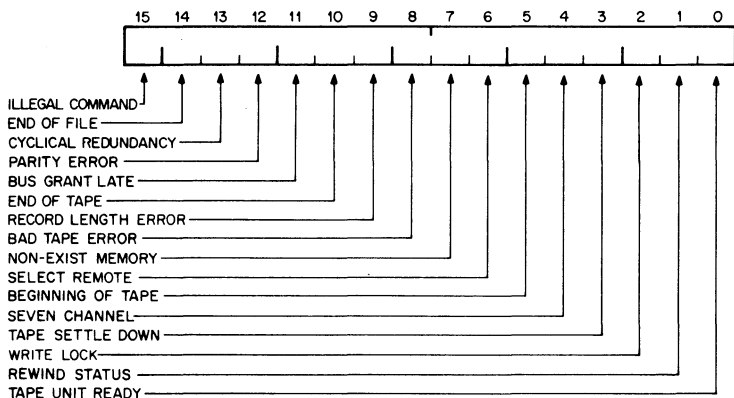 15 14 13 12 11 10 9 8 7 6 5 4 3 2 1 0
ILLEGAL COMMAND
END OF FILE
CYCLICAL REDUNDANCY
PARITY ERROR
BUS GRANT LATE
END OF TAPE
RECORD LENGTH ERROR
BAD TAPE ERROR
NON-EXIST MEMORY
SELECT REMOTE
BEGINNING OF TAPE
SEVEN CHANNEL
TAPE SETTLE DOWN
WRITE LOCK
REWIND STATUS
TAPE UNIT READY